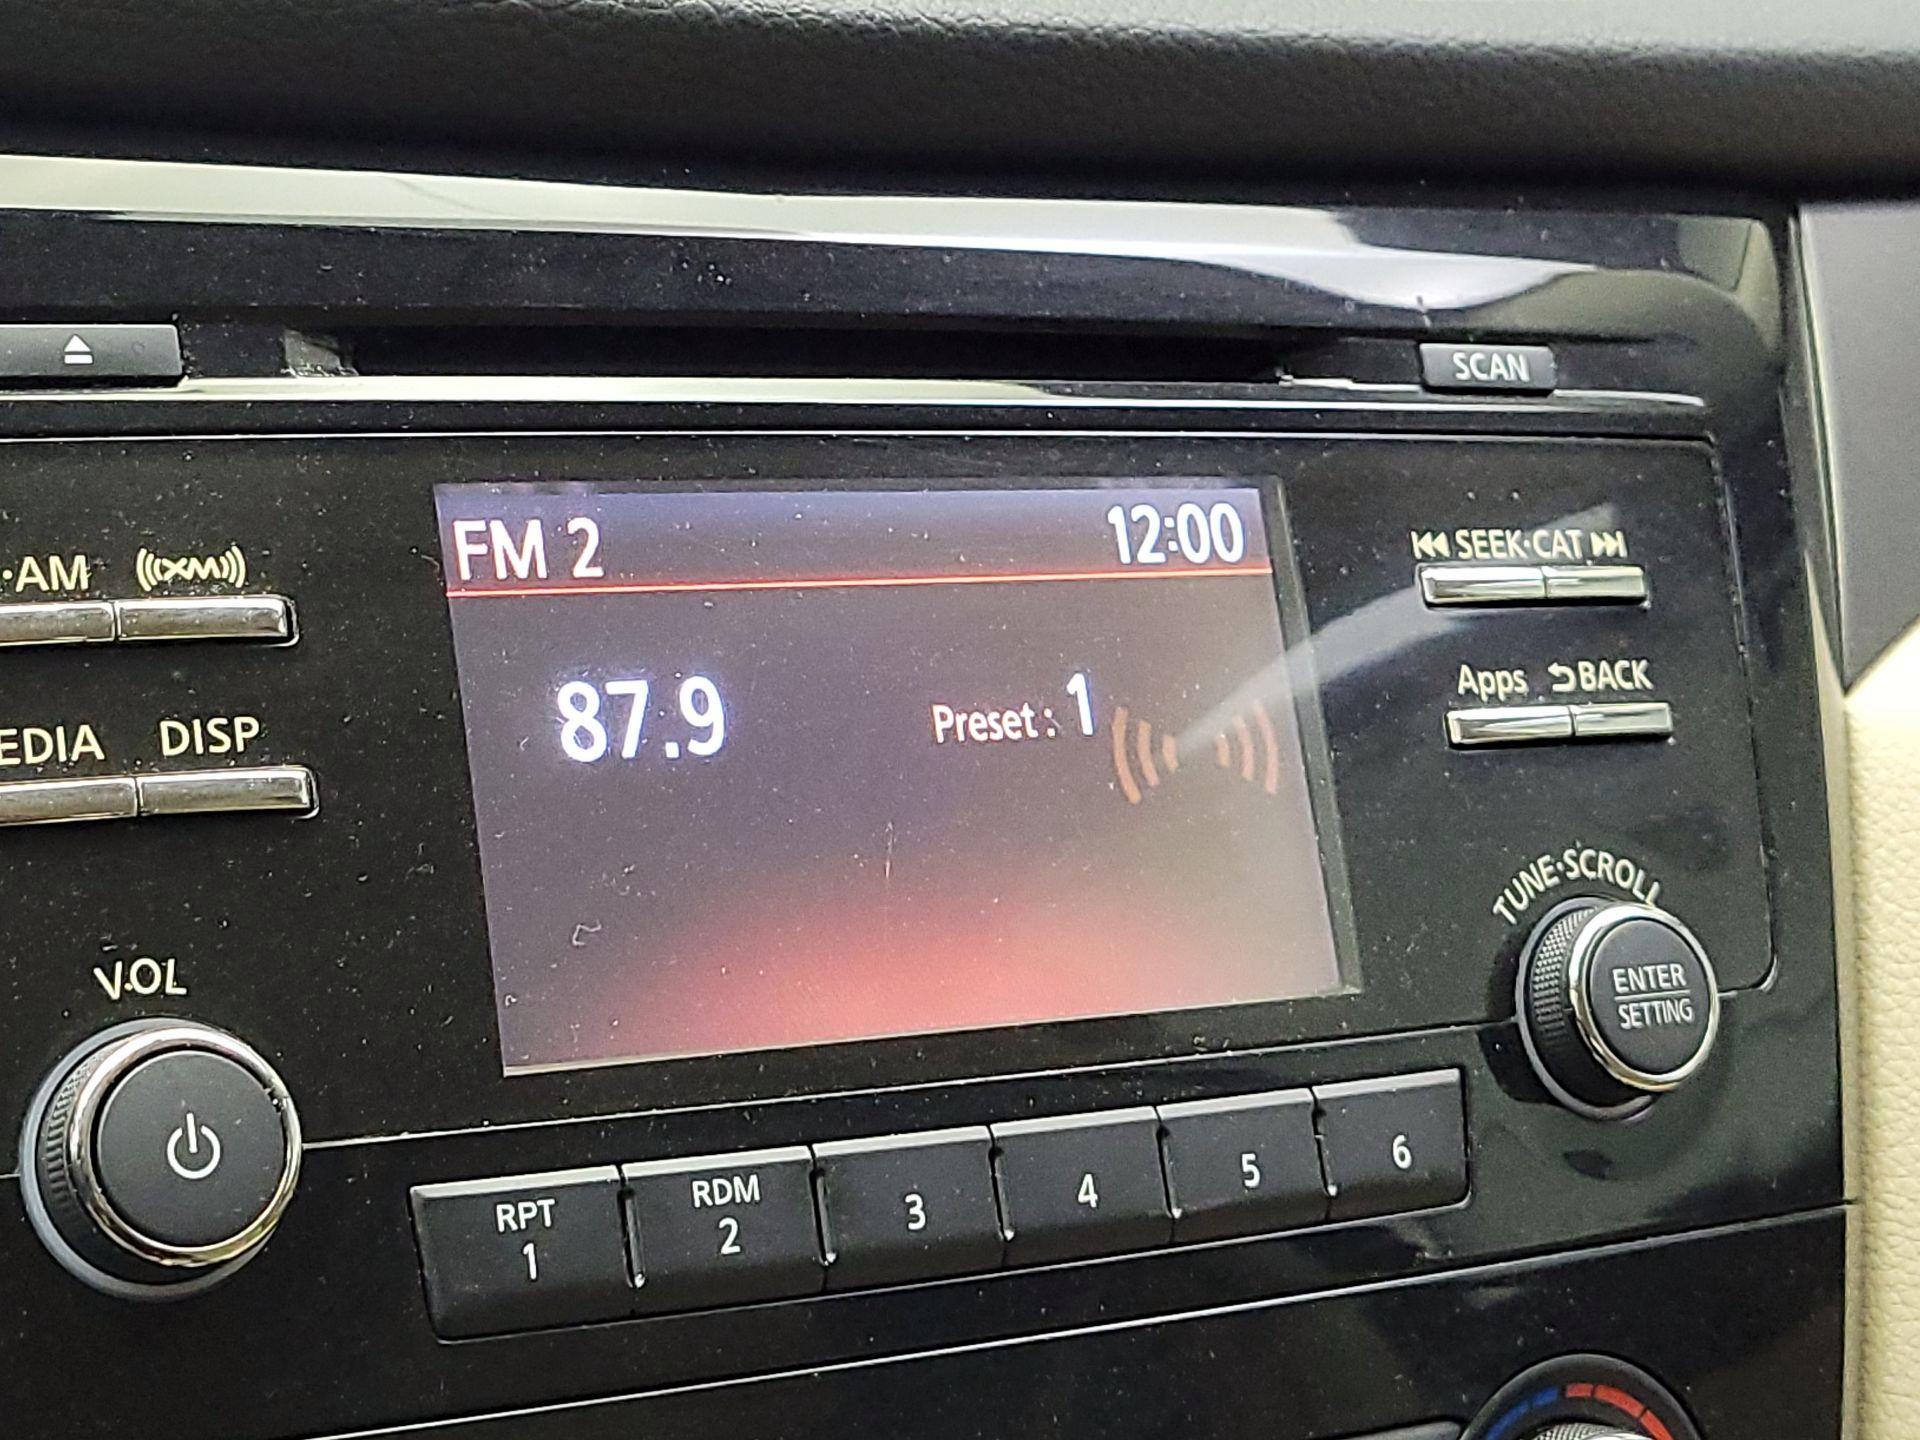 SCAN
FM 2 12:00
·AM XM
SEEK·CAT
87.9 Preset: 1
Apps BACK
EDIA DISP
TUNE·SCROLL
VOL
ENTER
SETTING
RPT
1
RDM
2
3
4
5
6